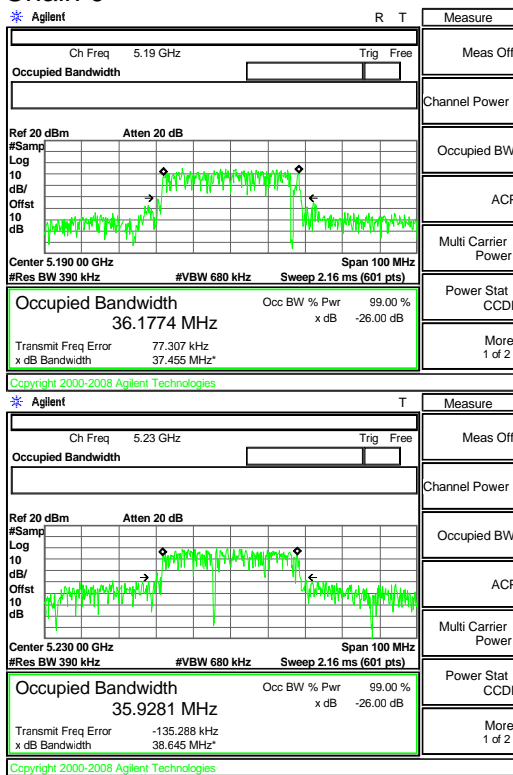 Agilent R T
Ch Freq 5.19 GHz Trig Free
Occupied Bandwidth
Ref 20 dBm Atten 20 dB
#Samp
Log
10
dB/
Offst
10
dB
Center 5.190 00 GHz Span 100 MHz
#Res BW 390 kHz #VBW 680 kHz Sweep 2.16 ms (601 pts)
Occupied Bandwidth Occ BW % Pwr 99.00 %
36.1774 MHz x dB -26.00 dB
Transmit Freq Error 77.307 kHz
x dB Bandwidth 37.455 MHz*
Copyright 2000-2008 Agilent Technologies
Measure
Meas Off
Channel Power
Occupied BW
ACP
Multi Carrier
Power
Power Stat
CCD
More
1 of 2
Agilent T
Ch Freq 5.23 GHz Trig Free
Occupied Bandwidth
Ref 20 dBm Atten 20 dB
#Samp
Log
10
dB/
Offst
10
dB
Center 5.230 00 GHz Span 100 MHz
#Res BW 390 kHz #VBW 680 kHz Sweep 2.16 ms (601 pts)
Occupied Bandwidth Occ BW % Pwr 99.00 %
35.9281 MHz x dB -26.00 dB
Transmit Freq Error -135.288 kHz
x dB Bandwidth 38.645 MHz*
Copyright 2000-2008 Agilent Technologies
Measure
Meas Off
Channel Power
Occupied BW
ACP
Multi Carrier
Power
Power Stat
CCD
More
1 of 2